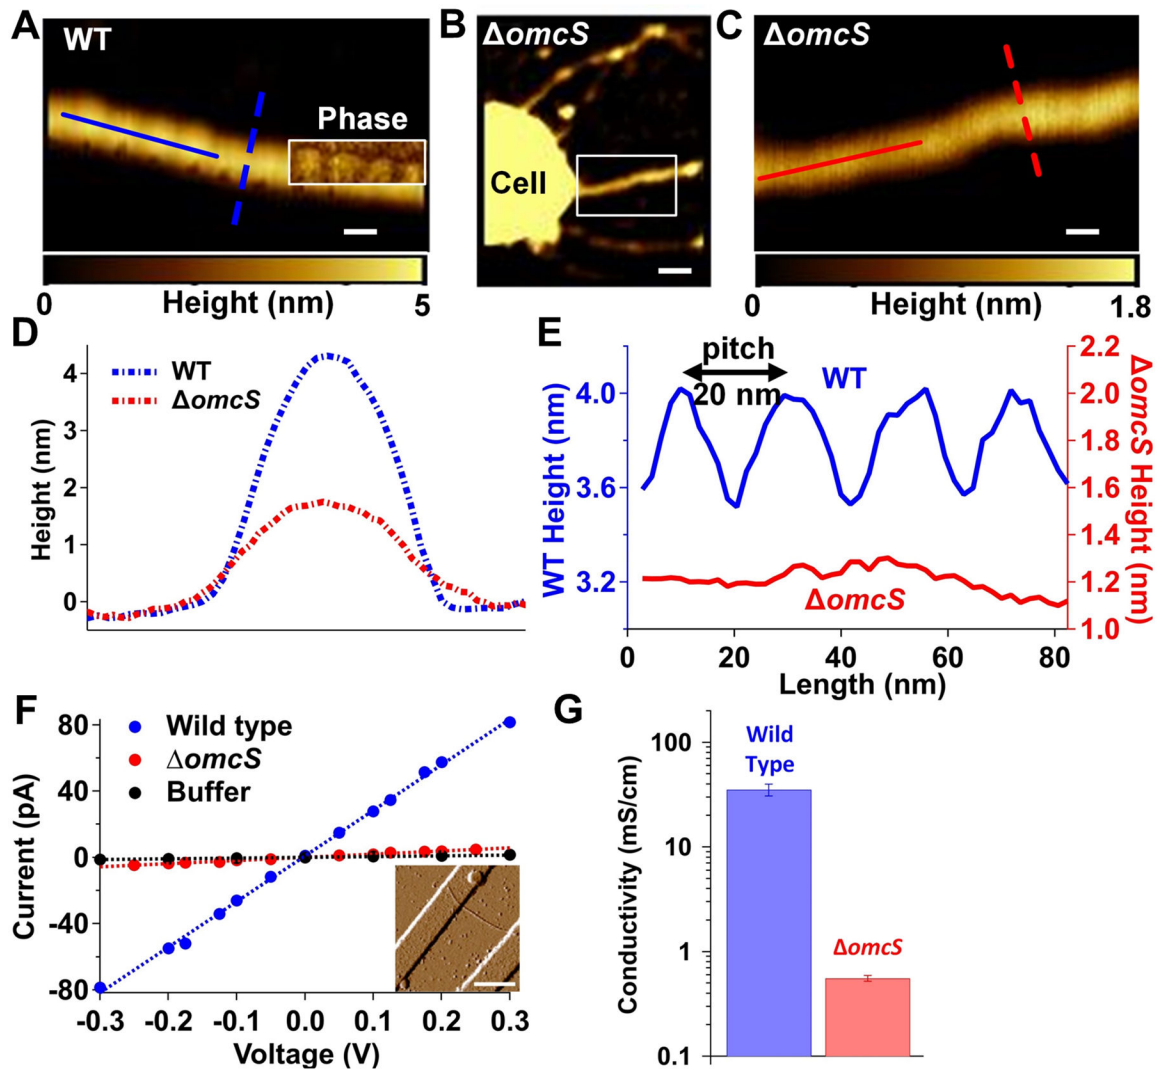 A
WT
Phase
0
Height (nm)
5
B
ΔomcS
Cell
C
ΔomcS
0
Height (nm)
1.8
D
WT
ΔomcS
Height (nm)
4
2
1
0
E
pitch
20 nm
WT
ΔomcS
WT Height (nm)
4.0
3.6
3.2
ΔomcS Height (nm)
2.2
2.0
1.8
1.6
1.4
1.2
1.0
0
20
40
60
80
Length (nm)
F
Wild type
ΔomcS
Buffer
Current (pA)
80
40
0
-40
-80
-0.3
-0.2
-0.1
0.0
0.1
0.2
0.3
Voltage (V)
G
Wild
Type
ΔomcS
Conductivity (mS/cm)
100
10
1
0.1